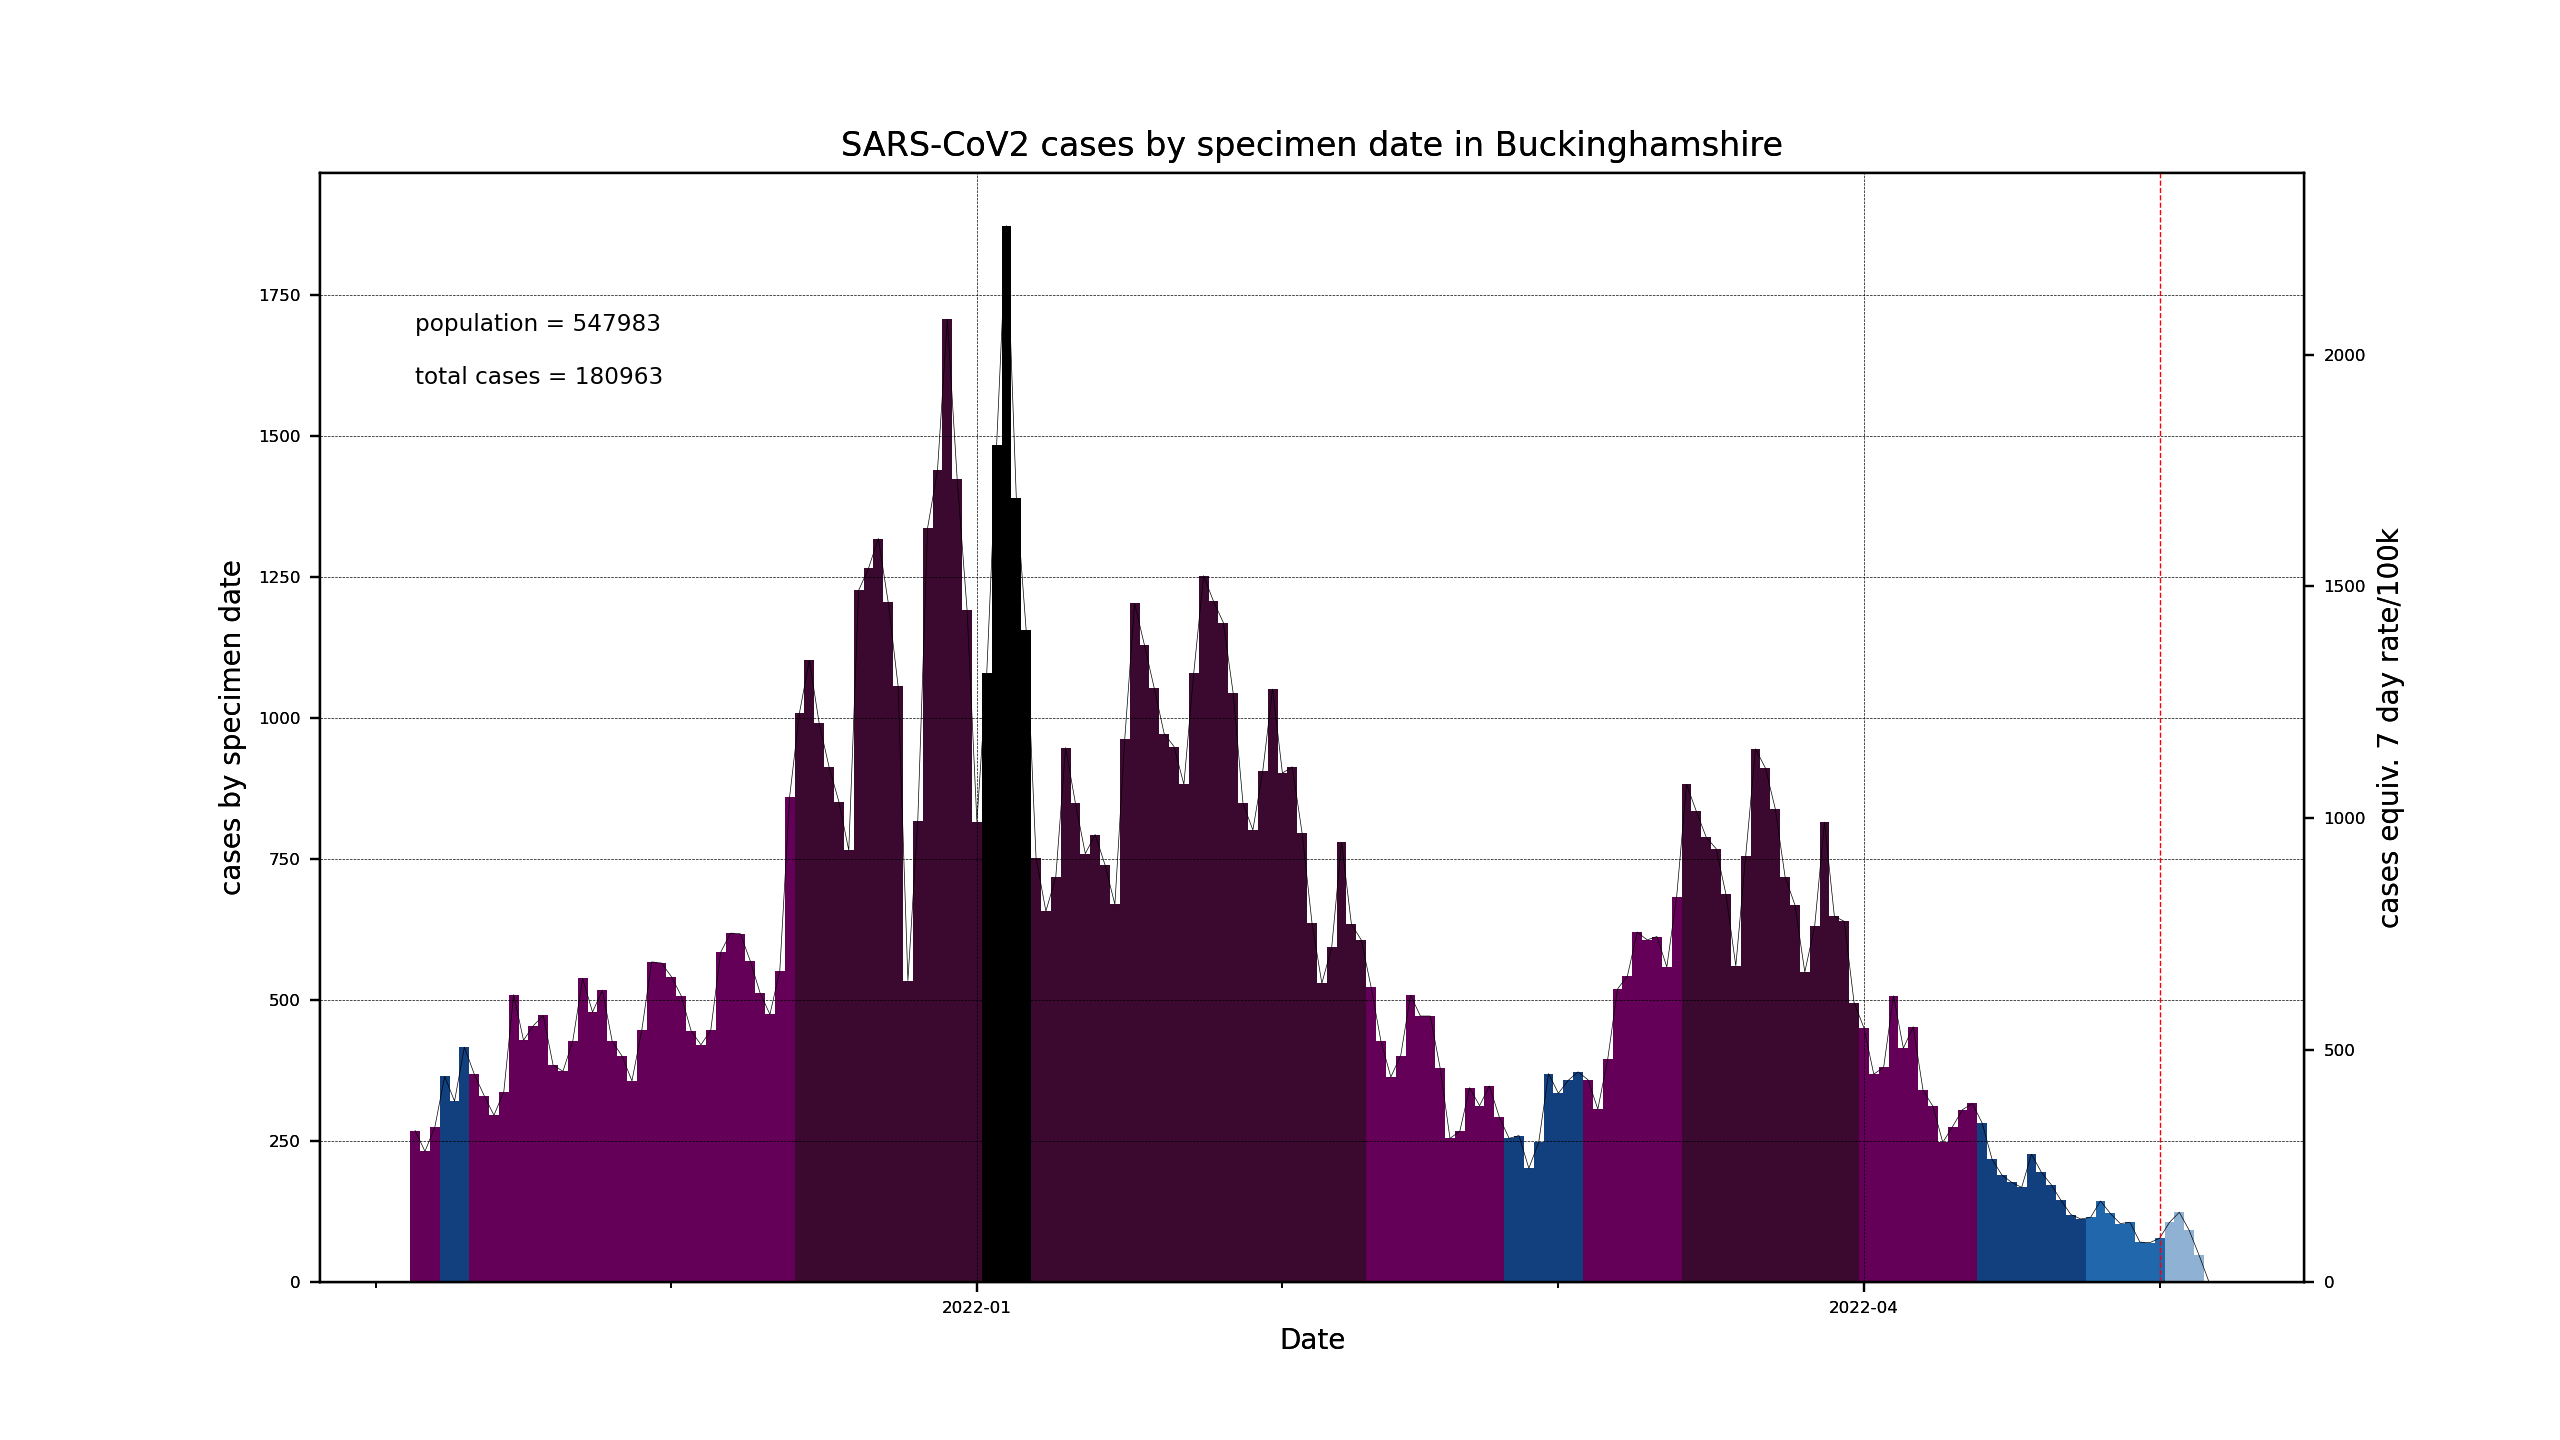 SARS-CoV2 cases by specimen date in Buckinghamshire
population = 547983
total cases = 180963
cases by specimen date
1750
1500
1250
1000
750
500
250
0
2000
1500
1000
500
0
cases equiv. 7 day rate/100k
2022-01
2022-04
Date